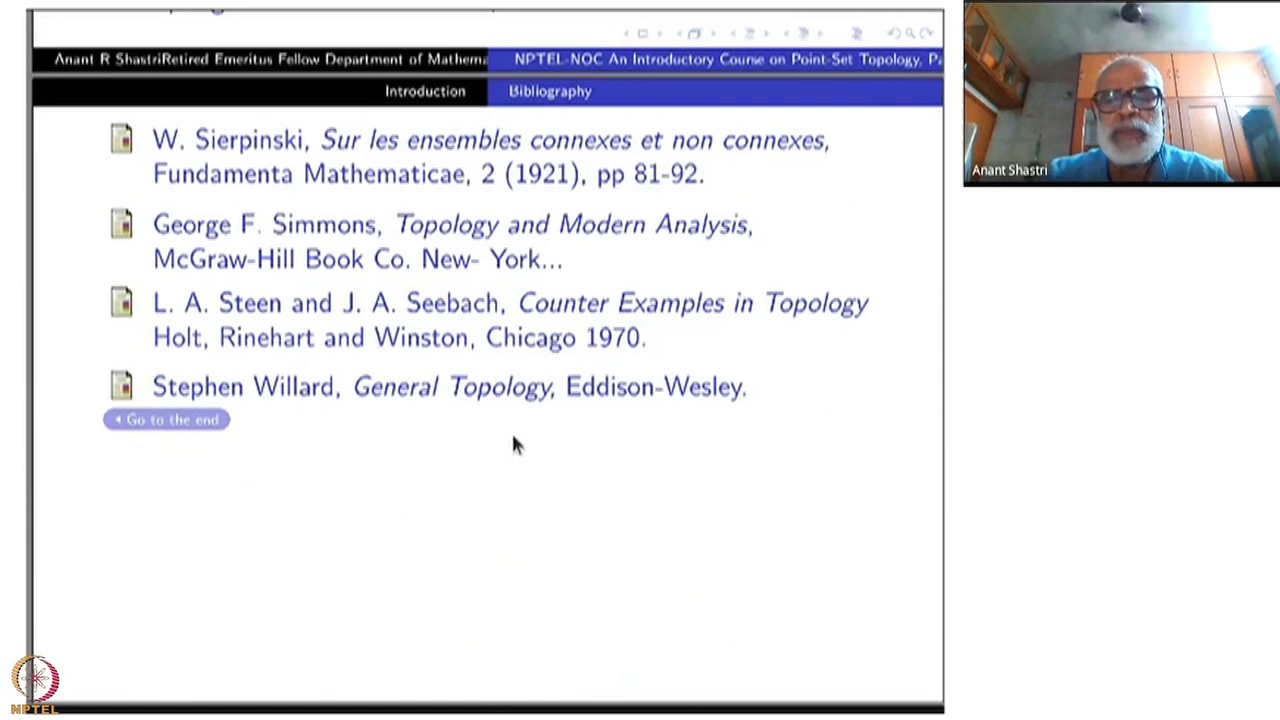 Anant R ShastriRetired Emeritus Fellow Department of Mathema
NPTEL-NOC An Introductory Course on Point-Set Topology, Pa
Introduction
Bibliography
W. Sierpinski, Sur les ensembles connexes et non connexes,
Fundamenta Mathematicae, 2 (1921), pp 81-92.
George F. Simmons, Topology and Modern Analysis,
McGraw-Hill Book Co. New- York...
L. A. Steen and J. A. Seebach, Counter Examples in Topology
Holt, Rinehart and Winston, Chicago 1970.
Stephen Willard, General Topology, Eddison-Wesley.
Go to the end
Anant Shastri
NPTEL